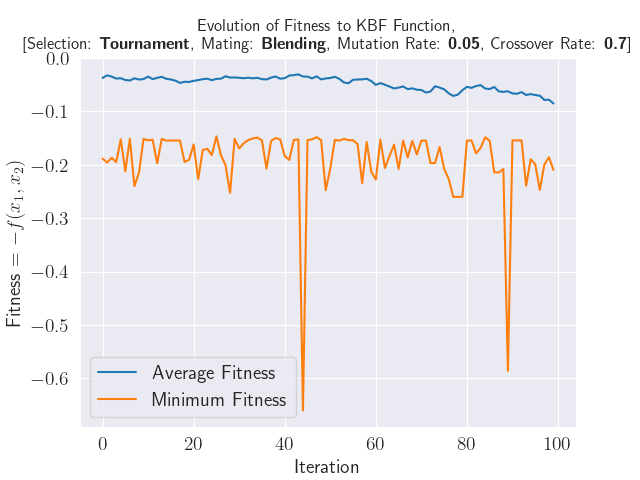 Evolution of Fitness to KBF Function,
[Selection: Tournament, Mating: Blending, Mutation Rate: 0.05, Crossover Rate: 0.7]
0.0
−0.1
−0.2
−0.3
−0.4
−0.5
−0.6
Fitness = −f(x₁, x₂)
Average Fitness
Minimum Fitness
0 20 40 60 80 100
Iteration